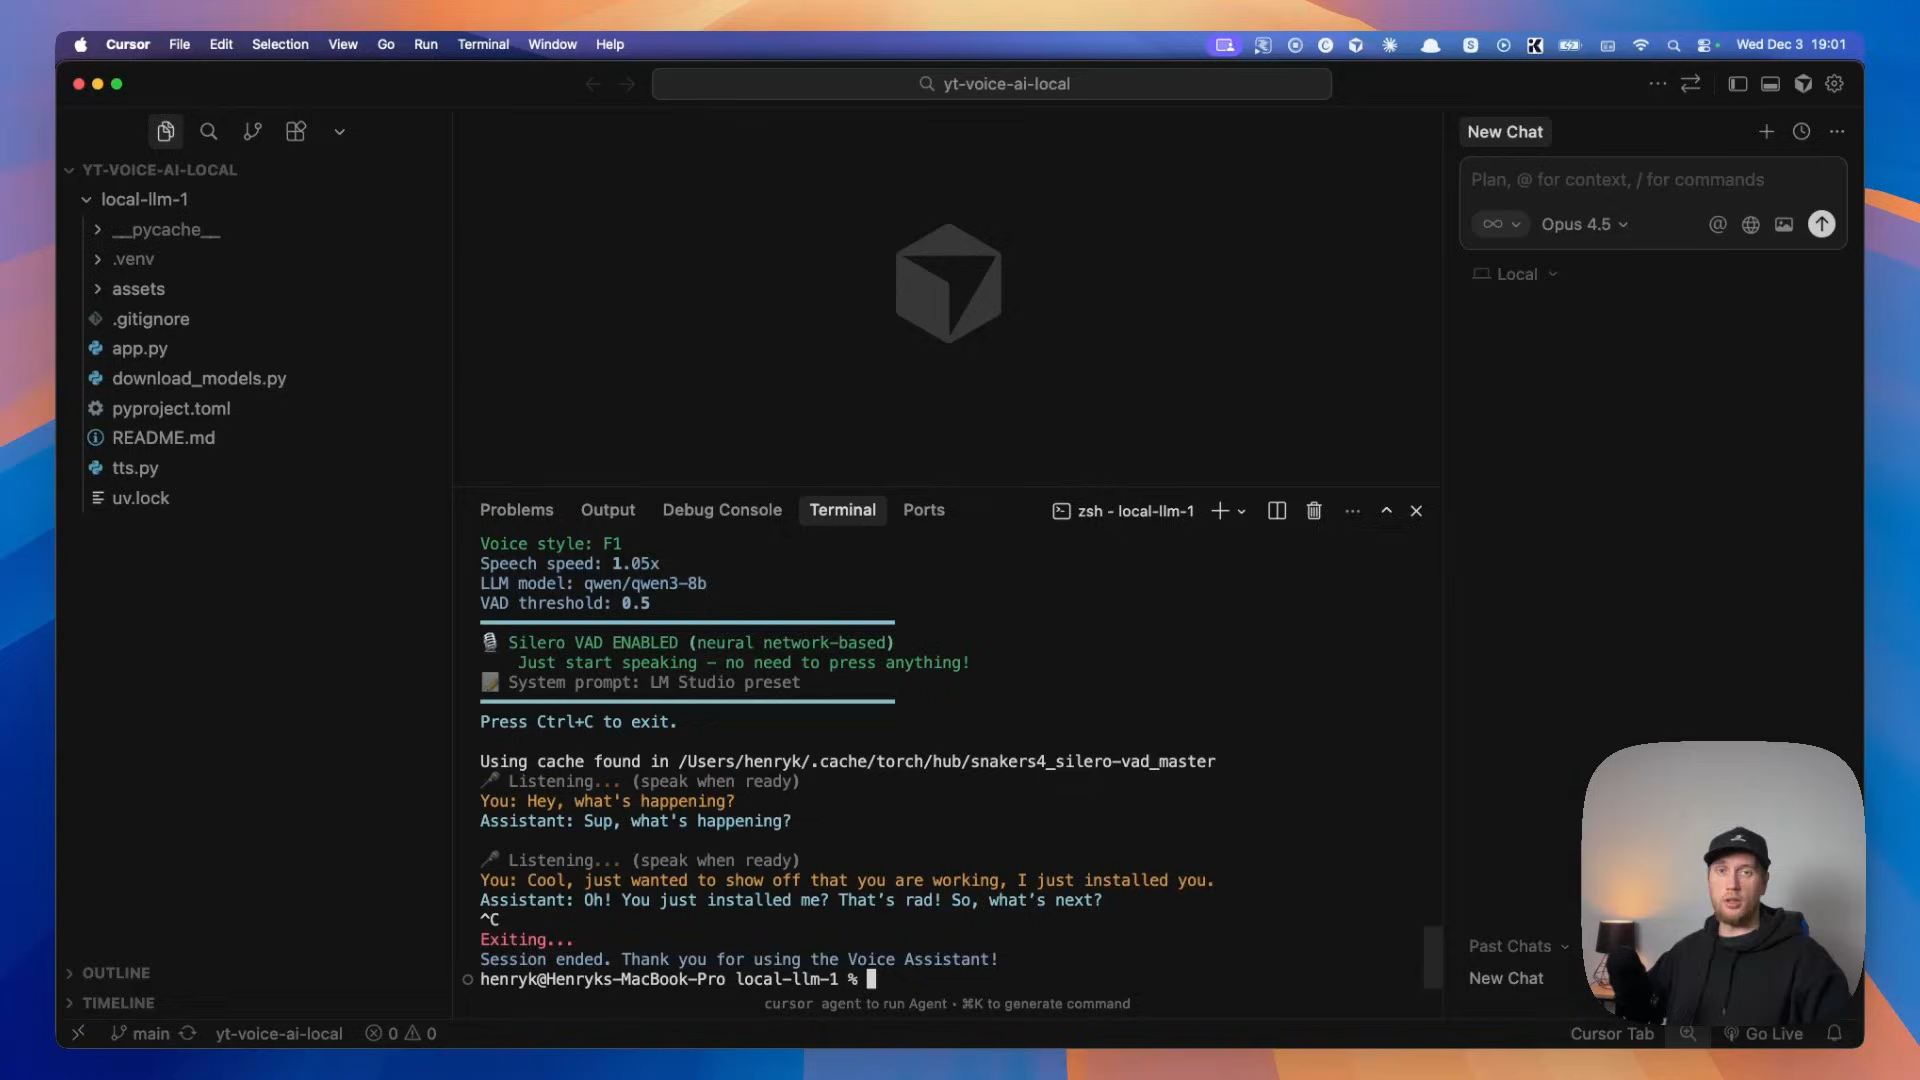 Cursor File Edit Selection View Go Run Terminal Window Help Wed Dec 3 19:01
yt-voice-ai-local
New Chat
YT-VOICE-AI-LOCAL
local-llm-1
__pycache__
.venv
assets
.gitignore
app.py
download_models.py
pyproject.toml
README.md
tts.py
uv.lock
OUTLINE
TIMELINE
Plan, @ for context, / for commands
Opus 4.5
Local
Problems Output Debug Console Terminal Ports zsh - local-llm-1
Voice style: F1
Speech speed: 1.05x
LLM model: qwen/qwen3-8b
VAD threshold: 0.5
Silero VAD ENABLED (neural network-based)
Just start speaking – no need to press anything!
System prompt: LM Studio preset
Press Ctrl+C to exit.
Using cache found in /Users/henryk/.cache/torch/hub/snakers4_silero-vad_master
Listening... (speak when ready)
You: Hey, what's happening?
Assistant: Sup, what's happening?
Listening... (speak when ready)
You: Cool, just wanted to show off that you are working, I just installed you.
Assistant: Oh! You just installed me? That’s rad! So, what’s next?
^C
Exiting...
Session ended. Thank you for using the Voice Assistant!
henryk@Henryks-MacBook-Pro local-llm-1 %
cursor agent to run Agent • ⌘K to generate command
Past Chats
New Chat
main yt-voice-ai-local 0 0 Cursor Tab Go Live